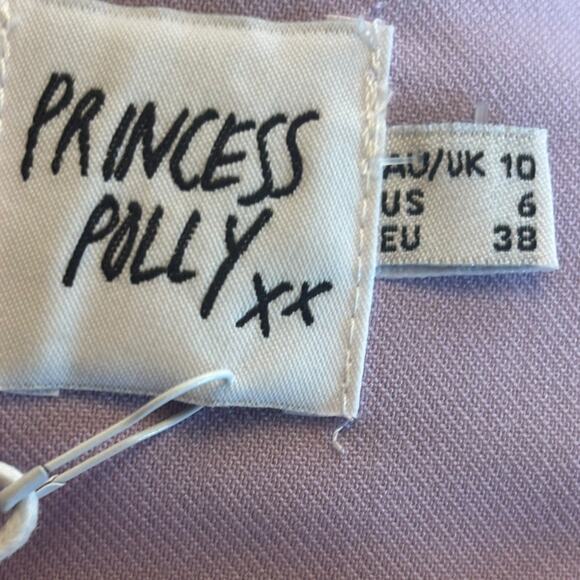 PRINCESS
POLLY
xx
AU/UK 10
US 6
EU 38